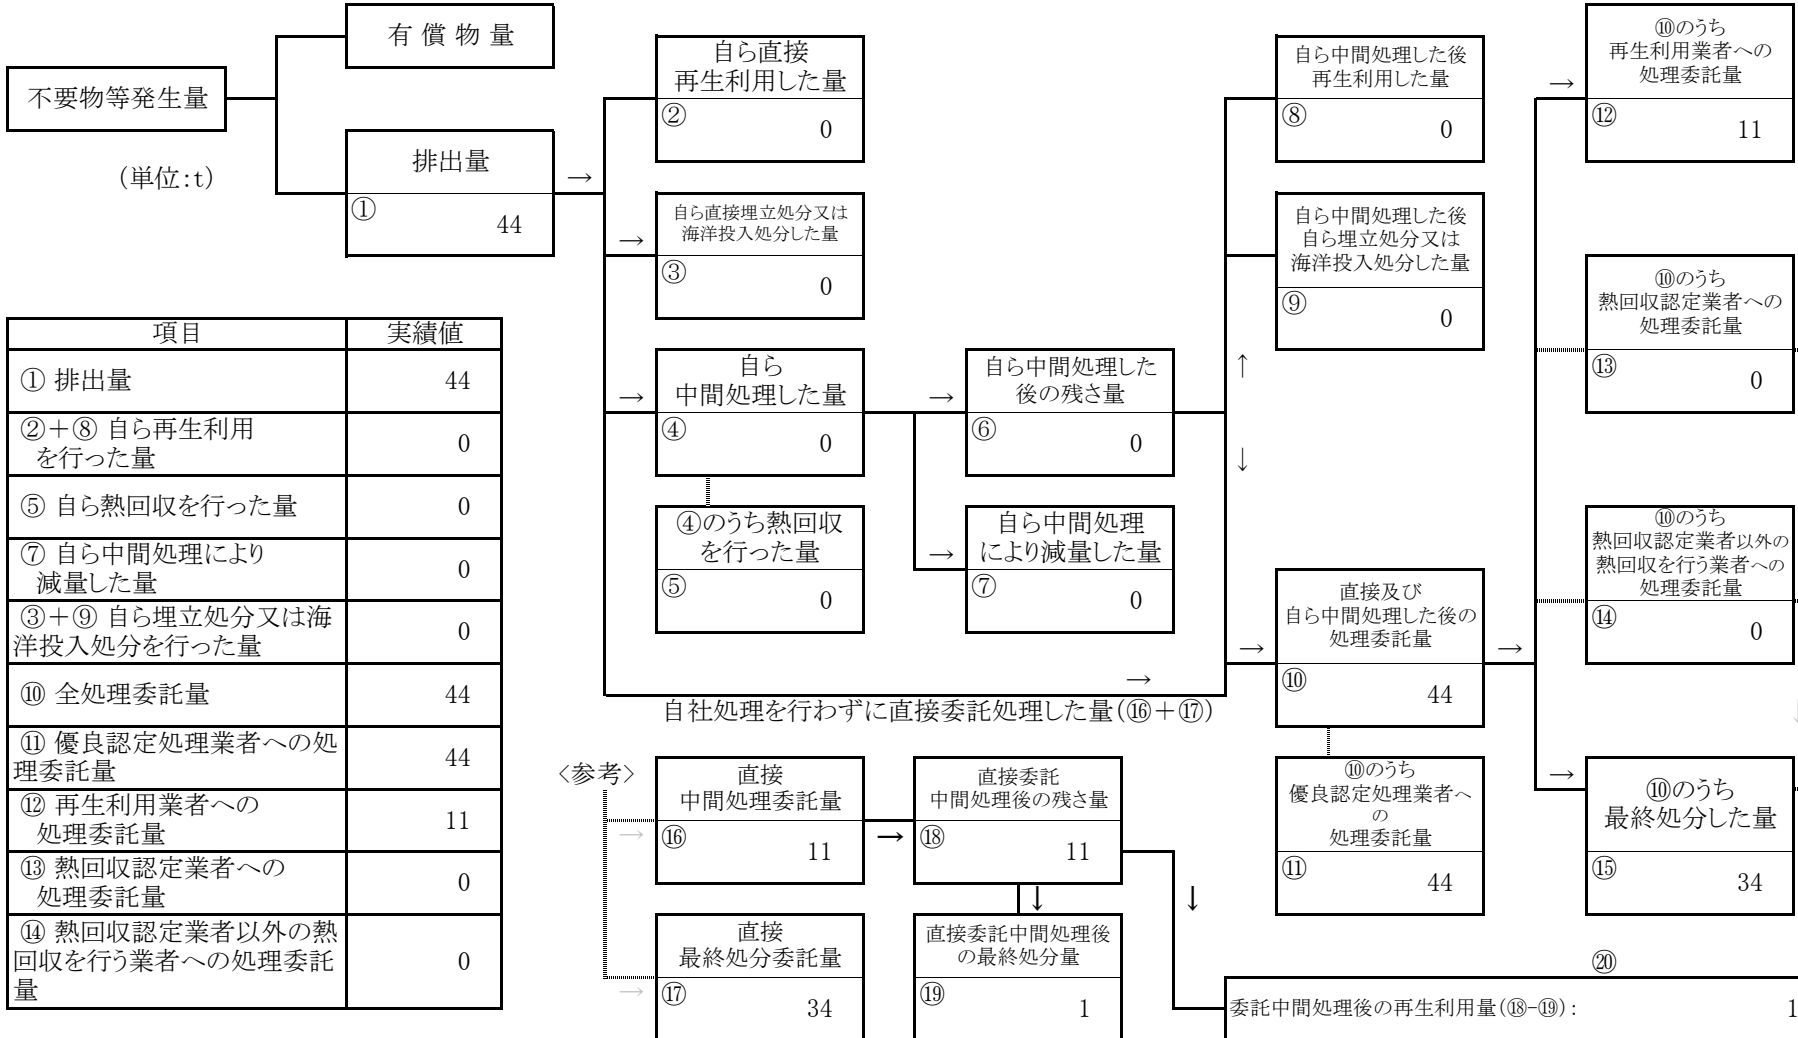 有 償 物 量
不要物等発生量
(単位:t)
排出量
①
44
→
自ら直接
再生利用した量
②
0
→
自ら直接埋立処分又は
海洋投入処分した量
③
0
→
自ら
中間処理した量
④
0
④のうち熱回収
を行った量
⑤
0
→
自ら中間処理した
後の残さ量
⑥
0
→
自ら中間処理
により減量した量
⑦
0
自ら中間処理した後
再生利用した量
⑧
0
自ら中間処理した後
自ら埋立処分又は
海洋投入処分した量
⑨
0
↑
↓
→
直接及び
自ら中間処理した後の
処理委託量
⑩
44
⑩のうち
優良認定処理業者へ
の
処理委託量
⑪
44
→
→
⑩のうち
再生利用業者への
処理委託量
⑫
11
⑩のうち
熱回収認定業者への
処理委託量
⑬
0
⑩のうち
熱回収認定業者以外の
熱回収を行う業者への
処理委託量
⑭
0
→
⑩のうち
最終処分した量
⑮
34
→
自社処理を行わずに直接委託処理した量(⑯+⑰)
項目 実績値
① 排出量 44
②+⑧ 自ら再生利用
を行った量 0
⑤ 自ら熱回収を行った量 0
⑦ 自ら中間処理により
減量した量 0
③+⑨ 自ら埋立処分又は海
洋投入処分を行った量 0
⑩ 全処理委託量 44
⑪ 優良認定処理業者への処
理委託量 44
⑫ 再生利用業者への
処理委託量 11
⑬ 熱回収認定業者への
処理委託量 0
⑭ 熱回収認定業者以外の熱
回収を行う業者への処理委託
量 0
<参考>
→
直接
中間処理委託量
⑯
11
→
直接委託
中間処理後の残さ量
⑱
11
↓
↓
→
直接
最終処分委託量
⑰
34
直接委託中間処理後
の最終処分量
⑲
1
⑳
委託中間処理後の再生利用量(⑱-⑲):